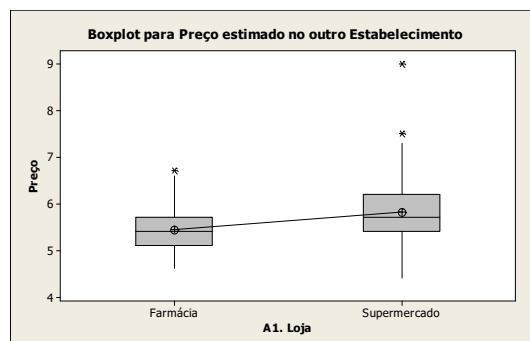 Boxplot para Preço estimado no outro Estabelecimento
9
8
7
6
5
4
Preço
Farmácia Supermercado
A1. Loja